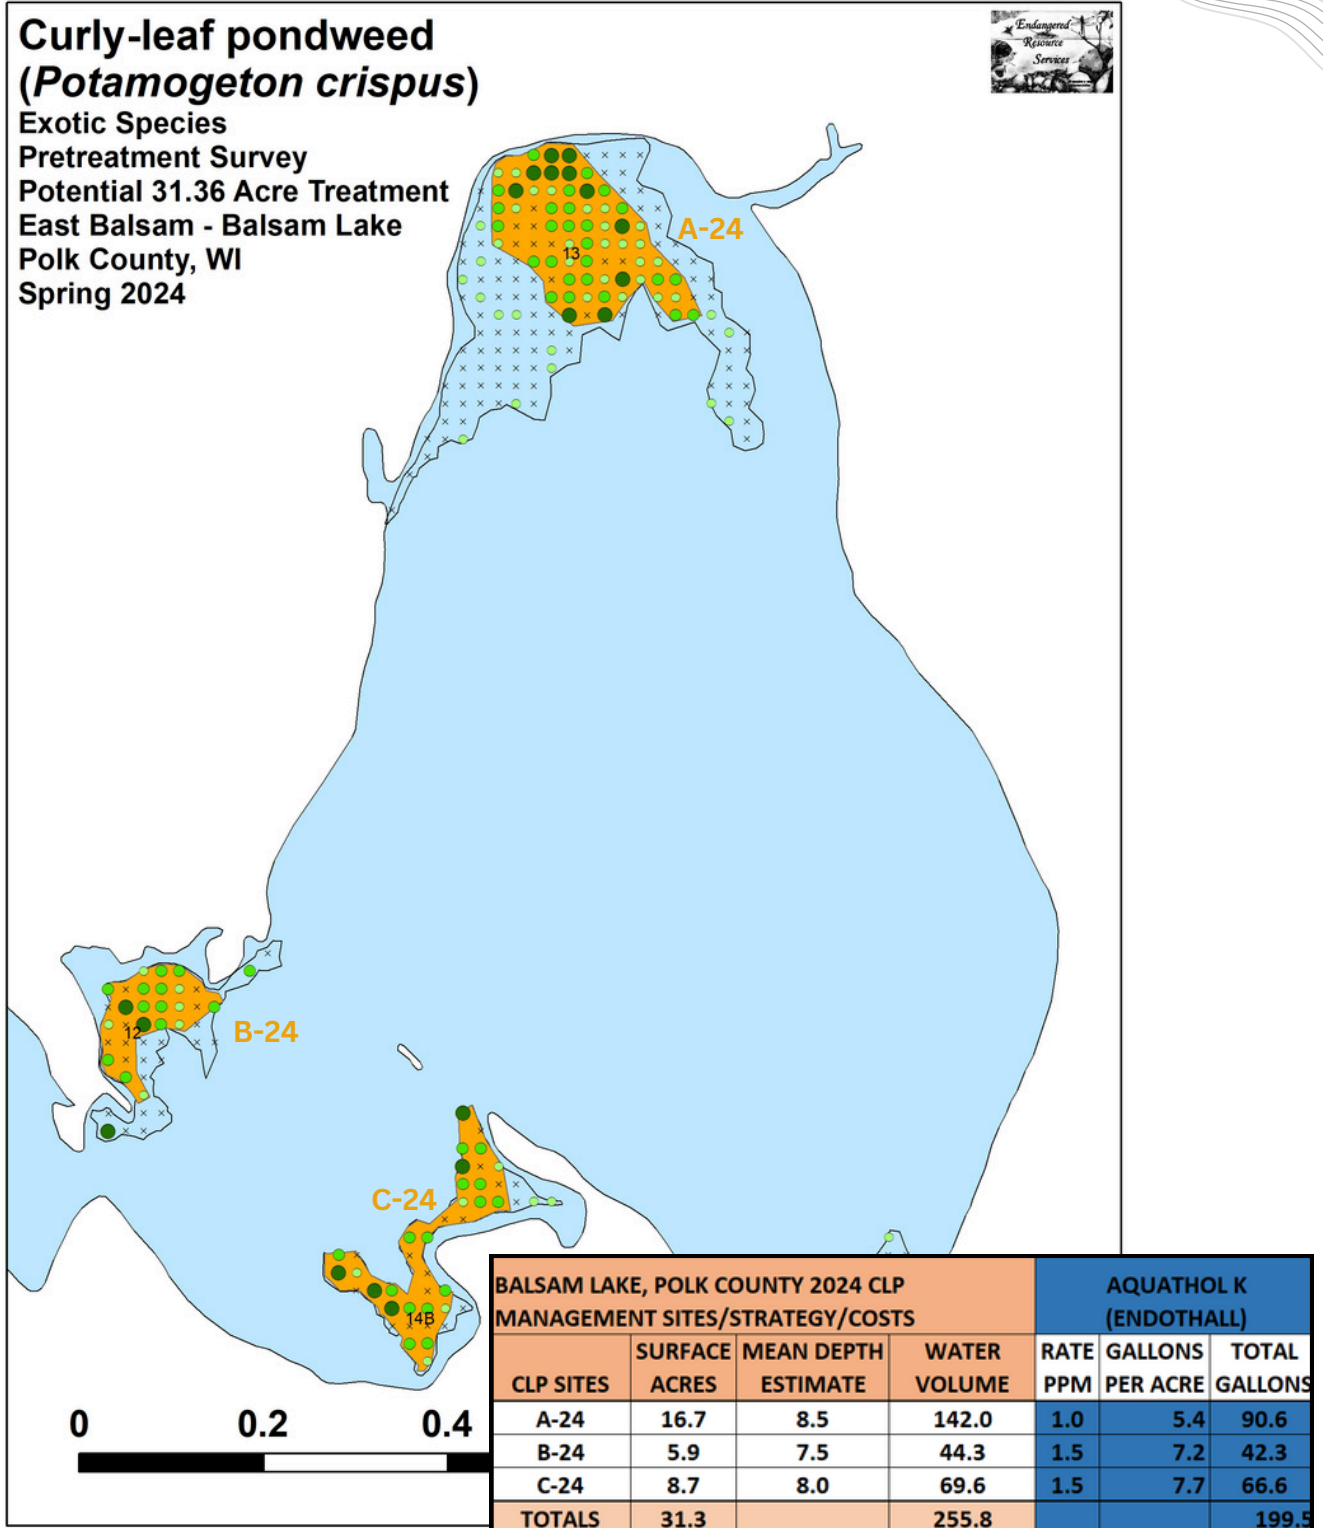 Curly-leaf pondweed
(Potamogeton crispus)
Exotic Species
Pretreatment Survey
Potential 31.36 Acre Treatment
East Balsam - Balsam Lake
Polk County, WI
Spring 2024
Endangered
Resource
Services
A-24
13
B-24
12
C-24
14B
0 0.2 0.4
BALSAM LAKE, POLK COUNTY 2024 CLP
MANAGEMENT SITES/STRATEGY/COSTS
AQUATHOL K
(ENDOTHALL)
CLP SITES SURFACE ACRES MEAN DEPTH ESTIMATE WATER VOLUME RATE PPM GALLONS PER ACRE TOTAL GALLONS
A-24 16.7 8.5 142.0 1.0 5.4 90.6
B-24 5.9 7.5 44.3 1.5 7.2 42.3
C-24 8.7 8.0 69.6 1.5 7.7 66.6
TOTALS 31.3 255.8 199.5